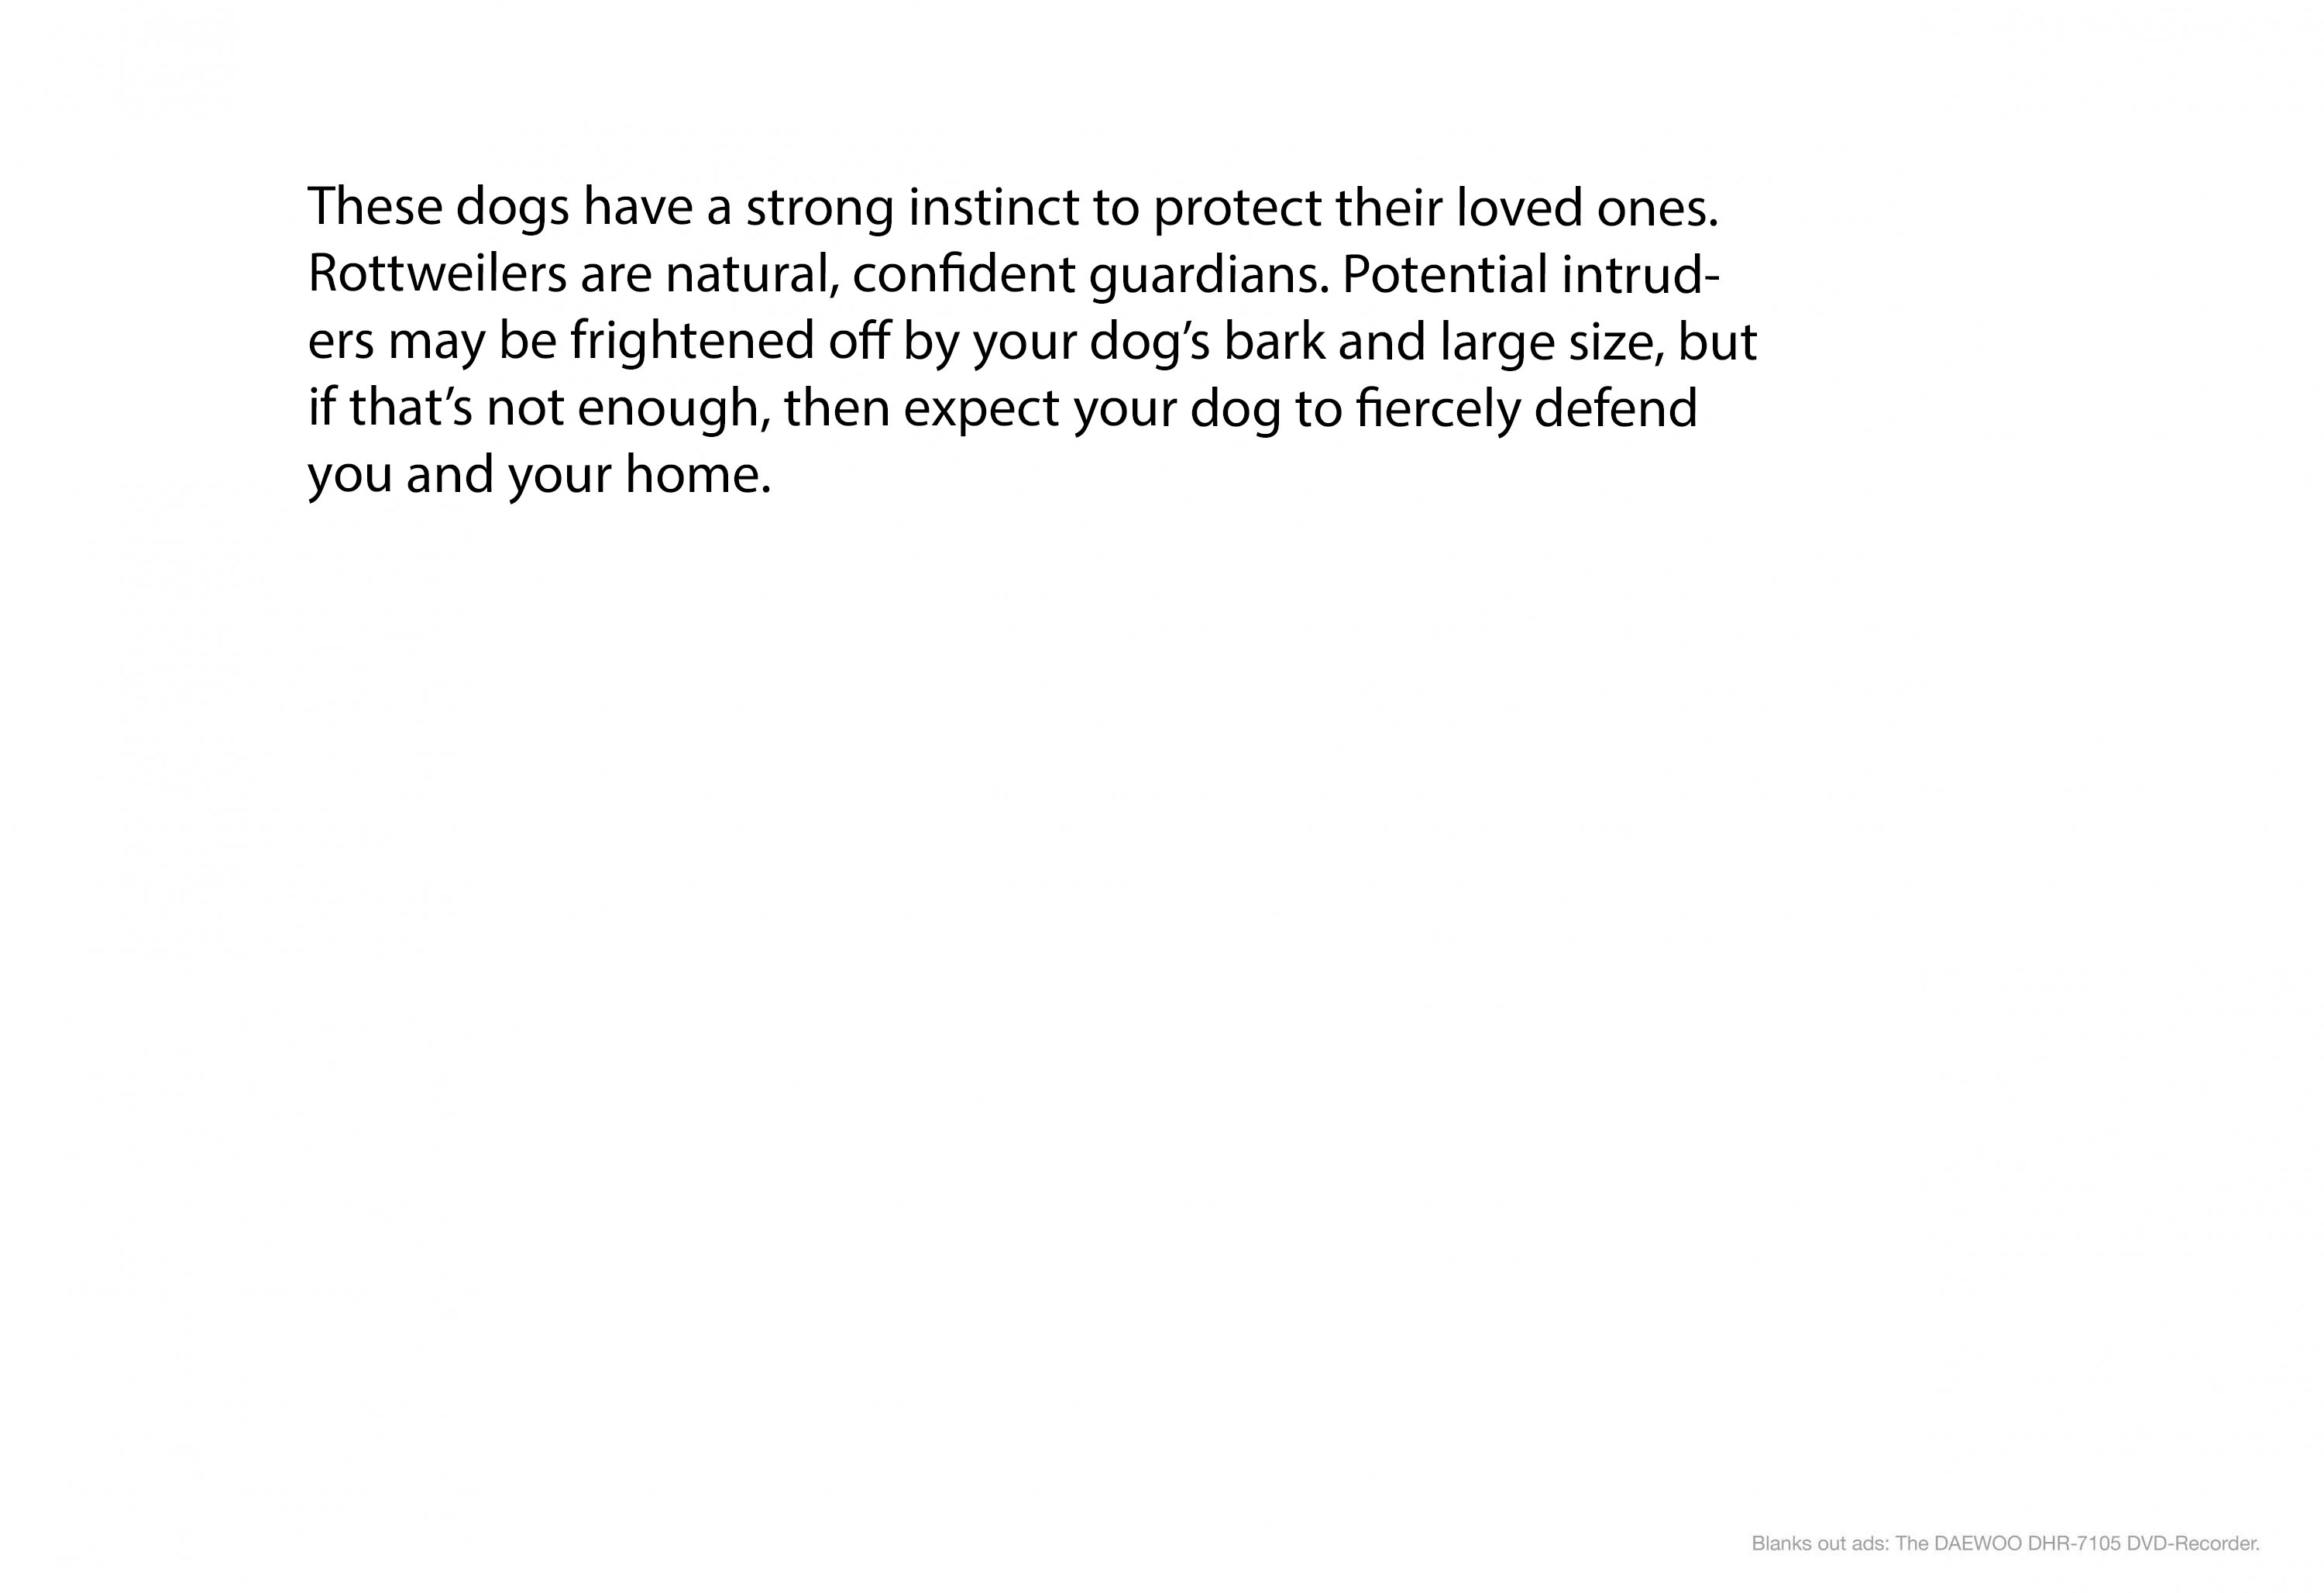 These dogs have a strong instinct to protect their loved ones.
Rottweilers are natural, confident guardians. Potential intrud-
ers may be frightened off by your dog’s bark and large size, but
if that’s not enough, then expect your dog to fiercely defend
you and your home.
Blanks out ads: The DAEWOO DHR-7105 DVD-Recorder.